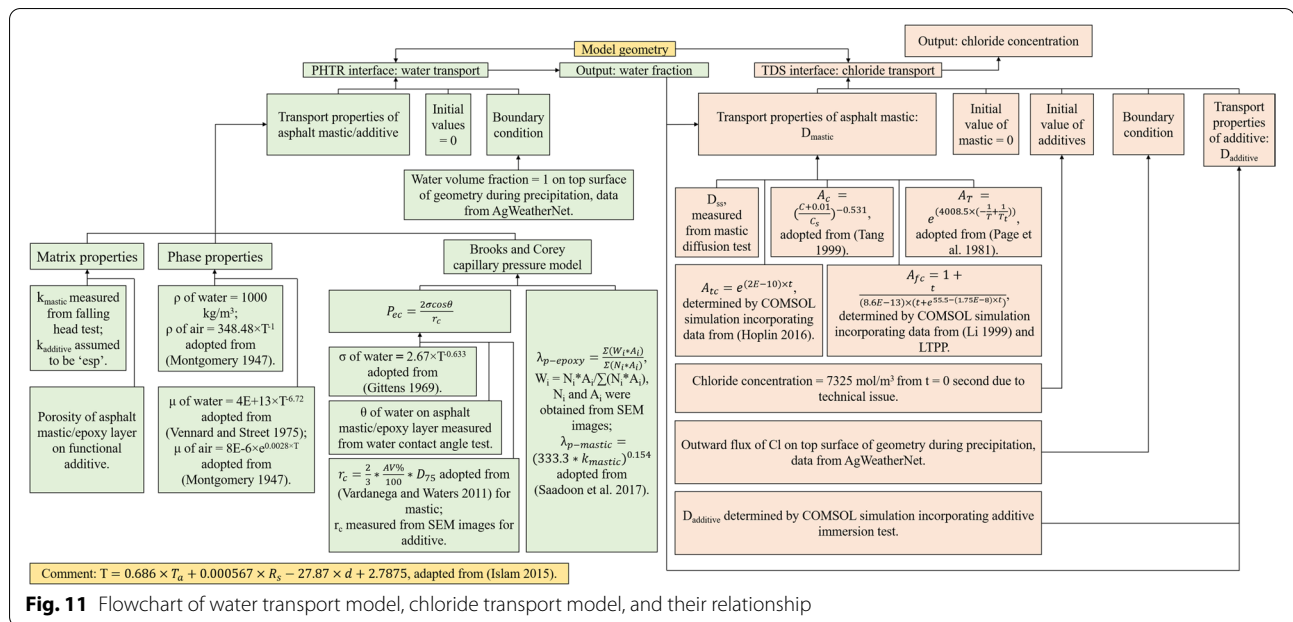 Model geometry
Output: chloride concentration
PHTR interface: water transport
Output: water fraction
TDS interface: chloride transport
Transport properties of
asphalt mastic/additive
Initial
values
= 0
Boundary
condition
Water volume fraction = 1 on top surface
of geometry during precipitation, data
from AgWeatherNet.
Matrix properties
Phase properties
Brooks and Corey
capillary pressure model
k_mastic measured
from falling
head test;
k_additive assumed
to be ‘esp’.
Porosity of asphalt
mastic/epoxy layer
on functional
additive.
ρ of water = 1000
kg/m³;
ρ of air = 348.48×T^-1
adopted from
(Montgomery 1947).
μ of water = 4E+13×T^-6.72
adopted from
(Vennard and Street 1975);
μ of air = 8E-6×e^0.0028×T
adopted from
(Montgomery 1947).
P_ec = 2σcosθ / r_c
σ of water = 2.67×T^-0.633
adopted from
(Gittens 1969).
θ of water on asphalt
mastic/epoxy layer measured
from water contact angle test.
r_c = 2/3 * AV%/100 * D_75 adopted from
(Vardanega and Waters 2011) for
mastic;
r_c measured from SEM images for
additive.
λ_p-epoxy = Σ(W_i*A_i)/Σ(N_i*A_i),
W_i = N_i*A_i/∑(N_i*A_i),
N_i and A_i were
obtained from SEM
images;
λ_p-mastic =
(333.3 * k_mastic)^0.154
adopted from
(Saadoon et al. 2017).
Transport properties of asphalt mastic:
D_mastic
Initial
value of
mastic = 0
Initial
value of
additives
Boundary
condition
Transport
properties
of additive:
D_additive
D_ss,
measured
from mastic
diffusion test
A_c =
((C+0.01)/C_s)^-0.531,
adopted from (Tang
1999).
A_T =
e^(4008.5×(-1/T+1/T_t)),
adopted from (Page et
al. 1981).
A_tc = e^(2E-10)×t,
determined by COMSOL
simulation incorporating
data from (Hoplin 2016).
A_fc = 1 +
t / ((8.6E-13)×(t+e^55.5-(1.75E-8)×t)),
determined by COMSOL simulation
incorporating data from (Li 1999) and
LTPP.
Chloride concentration = 7325 mol/m³ from t = 0 second due to
technical issue.
Outward flux of Cl on top surface of geometry during precipitation,
data from AgWeatherNet.
D_additive determined by COMSOL simulation incorporating additive
immersion test.
Comment: T = 0.686 × T_a + 0.000567 × R_s − 27.87 × d + 2.7875, adapted from (Islam 2015).
Fig. 11 Flowchart of water transport model, chloride transport model, and their relationship